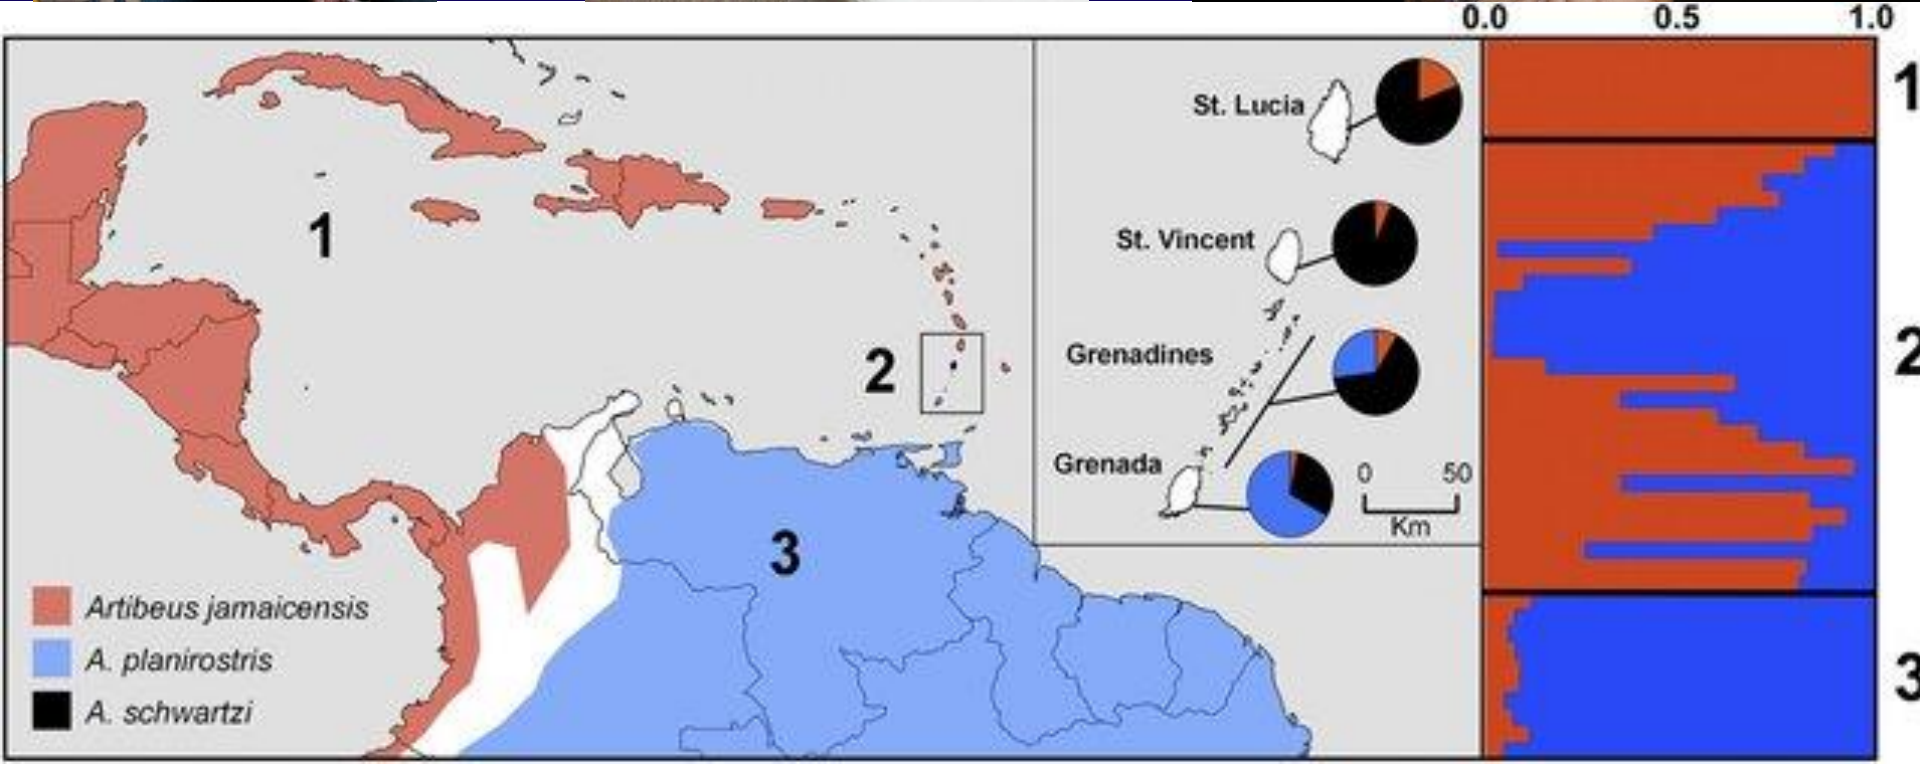 0.0 0.5 1.0
1
2
3
St. Lucia
St. Vincent
Grenadines
Grenada
0 50
Km
Artibeus jamaicensis
A. planirostris
A. schwartzi
1
2
3